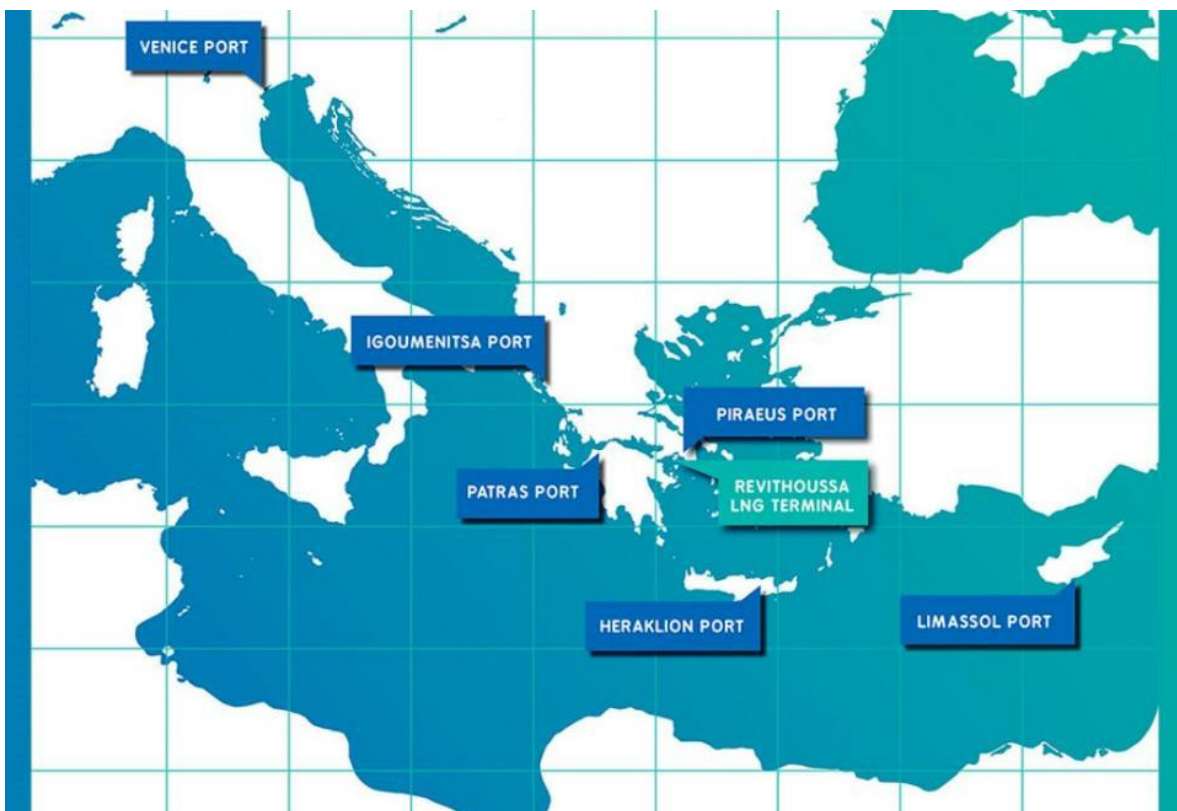 VENICE PORT
IGOUMENITSA PORT
PIRAEUS PORT
PATRAS PORT
REVITHOUSSA
LNG TERMINAL
HERAKLION PORT
LIMASSOL PORT